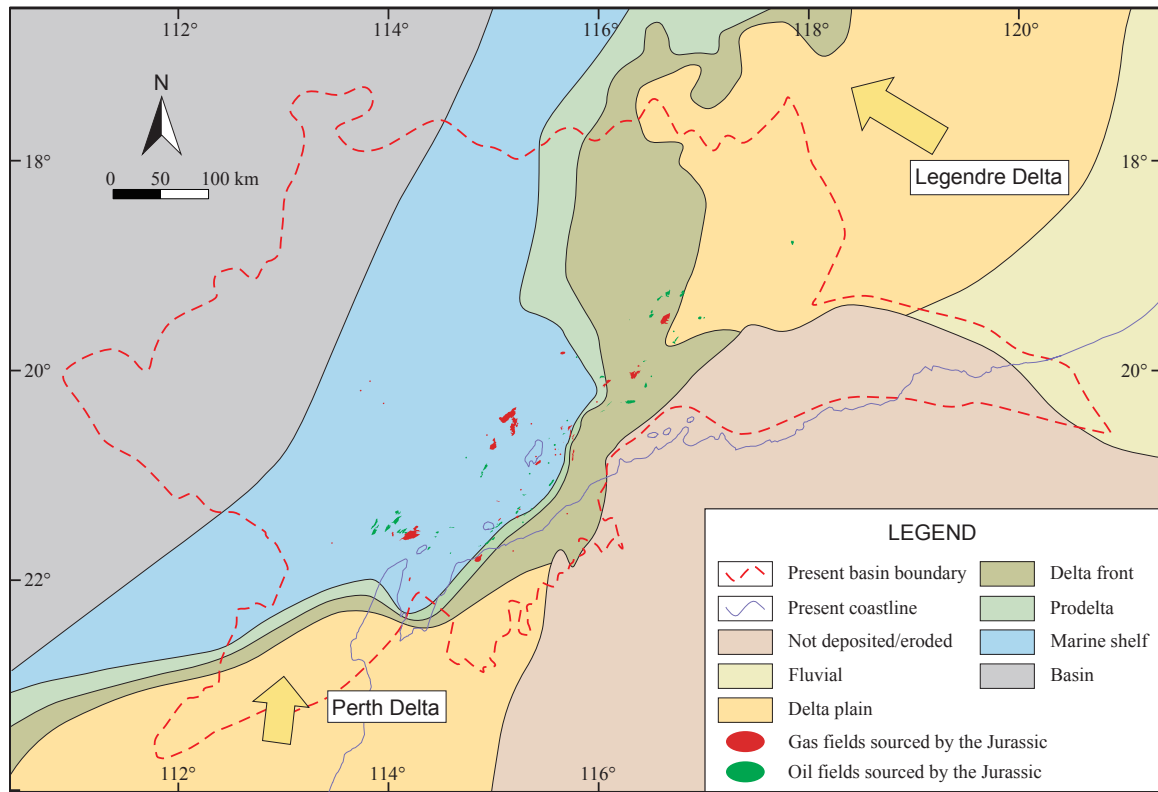 112° 114° 116° 118° 120°
N
0 50 100 km
18° 18°
Legendre Delta
20° 20°
22°
Perth Delta
112° 114° 116°
LEGEND
Present basin boundary
Present coastline
Not deposited/eroded
Fluvial
Delta plain
Delta front
Prodelta
Marine shelf
Basin
Gas fields sourced by the Jurassic
Oil fields sourced by the Jurassic